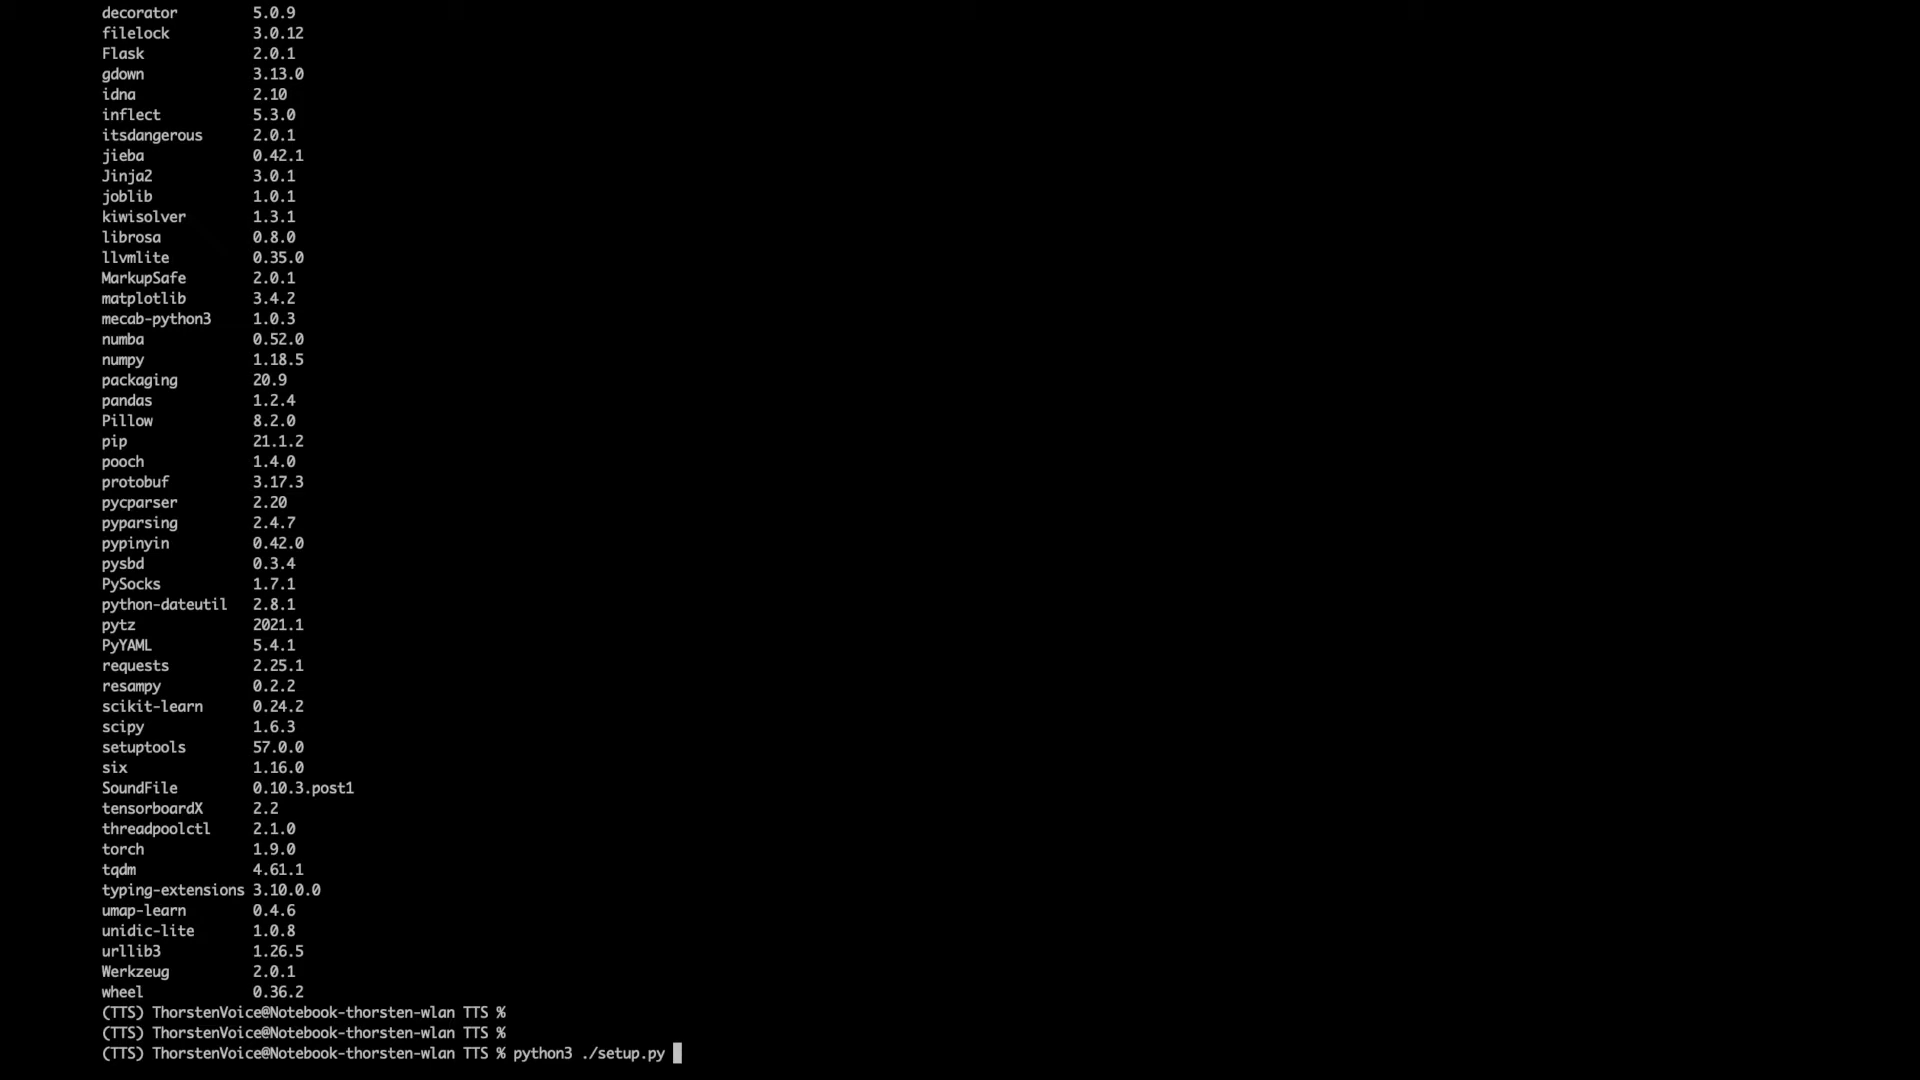 decorator 5.0.9
filelock 3.0.12
Flask 2.0.1
gdown 3.13.0
idna 2.10
inflect 5.3.0
itsdangerous 2.0.1
jieba 0.42.1
Jinja2 3.0.1
joblib 1.0.1
kiwisolver 1.3.1
librosa 0.8.0
llvmlite 0.35.0
MarkupSafe 2.0.1
matplotlib 3.4.2
mecab-python3 1.0.3
numba 0.52.0
numpy 1.18.5
packaging 20.9
pandas 1.2.4
Pillow 8.2.0
pip 21.1.2
pooch 1.4.0
protobuf 3.17.3
pycparser 2.20
pyparsing 2.4.7
pypinyin 0.42.0
pysbd 0.3.4
PySocks 1.7.1
python-dateutil 2.8.1
pytz 2021.1
PyYAML 5.4.1
requests 2.25.1
resampy 0.2.2
scikit-learn 0.24.2
scipy 1.6.3
setuptools 57.0.0
six 1.16.0
SoundFile 0.10.3.post1
tensorboardX 2.2
threadpoolctl 2.1.0
torch 1.9.0
tqdm 4.61.1
typing-extensions 3.10.0.0
umap-learn 0.4.6
unidic-lite 1.0.8
urllib3 1.26.5
Werkzeug 2.0.1
wheel 0.36.2
(TTS) ThorstenVoice@Notebook-thorsten-wlan TTS %
(TTS) ThorstenVoice@Notebook-thorsten-wlan TTS %
(TTS) ThorstenVoice@Notebook-thorsten-wlan TTS % python3 ./setup.py